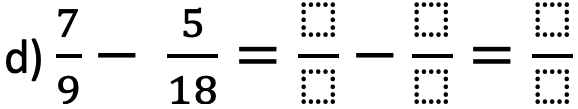 d) 7/9 − 5/18 = ⬚/⬚ − ⬚/⬚ = ⬚/⬚